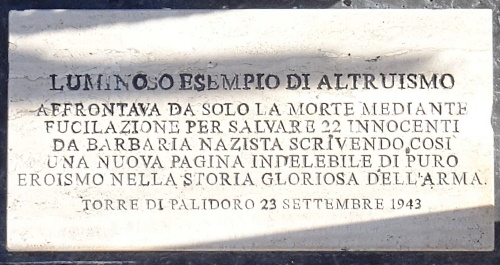 LUMINOSO ESEMPIO DI ALTRUISMO
AFFRONTAVA DA SOLO LA MORTE MEDIANTE
FUCILAZIONE PER SALVARE 22 INNOCENTI
DA BARBARIA NAZISTA SCRIVENDO COSÌ
UNA NUOVA PAGINA INDELEBILE DI PURO
EROISMO NELLA STORIA GLORIOSA DELL'ARMA.
TORRE DI PALIDORO 23 SETTEMBRE 1943